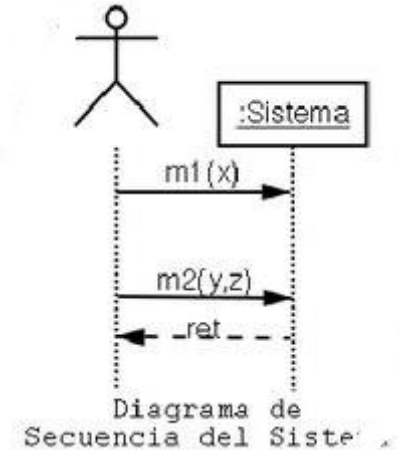 :Sistema
m1(x)
m2(y,z)
ret
Diagrama de
Secuencia del